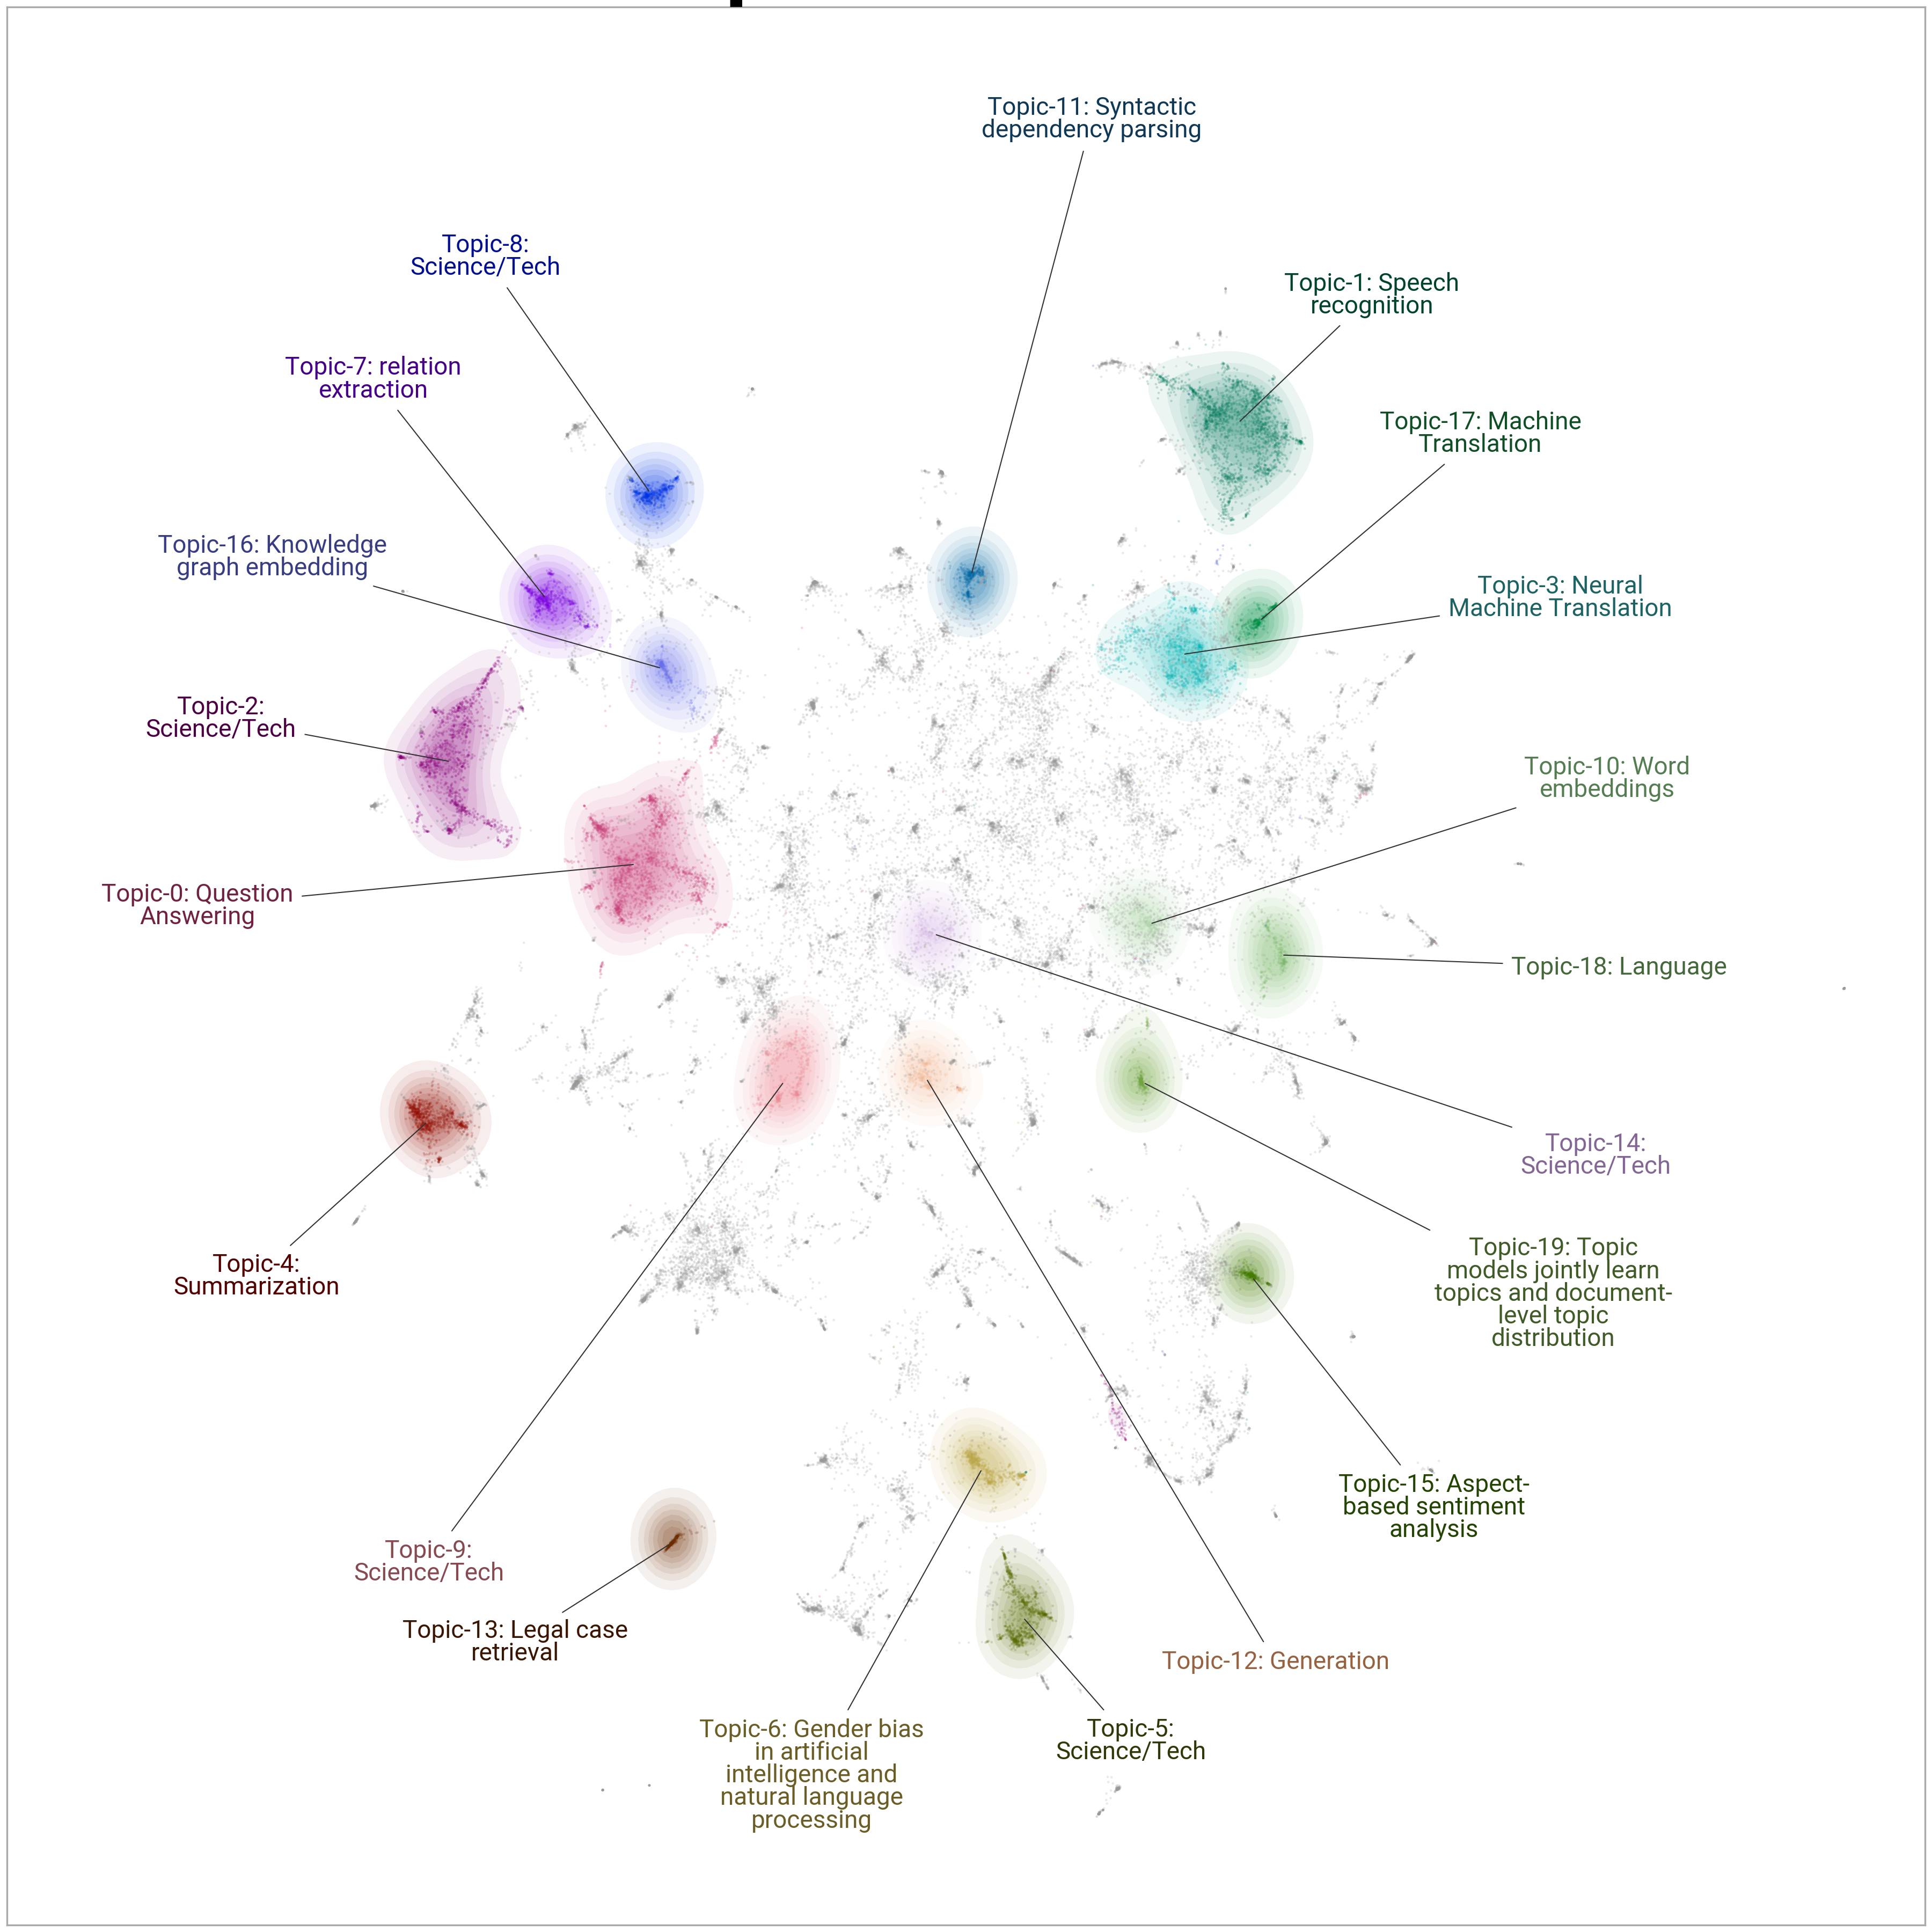 Topic-11: Syntactic
dependency parsing
Topic-8:
Science/Tech
Topic-1: Speech
recognition
Topic-7: relation
extraction
Topic-17: Machine
Translation
Topic-16: Knowledge
graph embedding
Topic-3: Neural
Machine Translation
Topic-2:
Science/Tech
Topic-10: Word
embeddings
Topic-0: Question
Answering
Topic-18: Language
Topic-14:
Science/Tech
Topic-4:
Summarization
Topic-19: Topic
models jointly learn
topics and document-
level topic
distribution
Topic-15: Aspect-
based sentiment
analysis
Topic-9:
Science/Tech
Topic-13: Legal case
retrieval
Topic-12: Generation
Topic-6: Gender bias
in artificial
intelligence and
natural language
processing
Topic-5:
Science/Tech